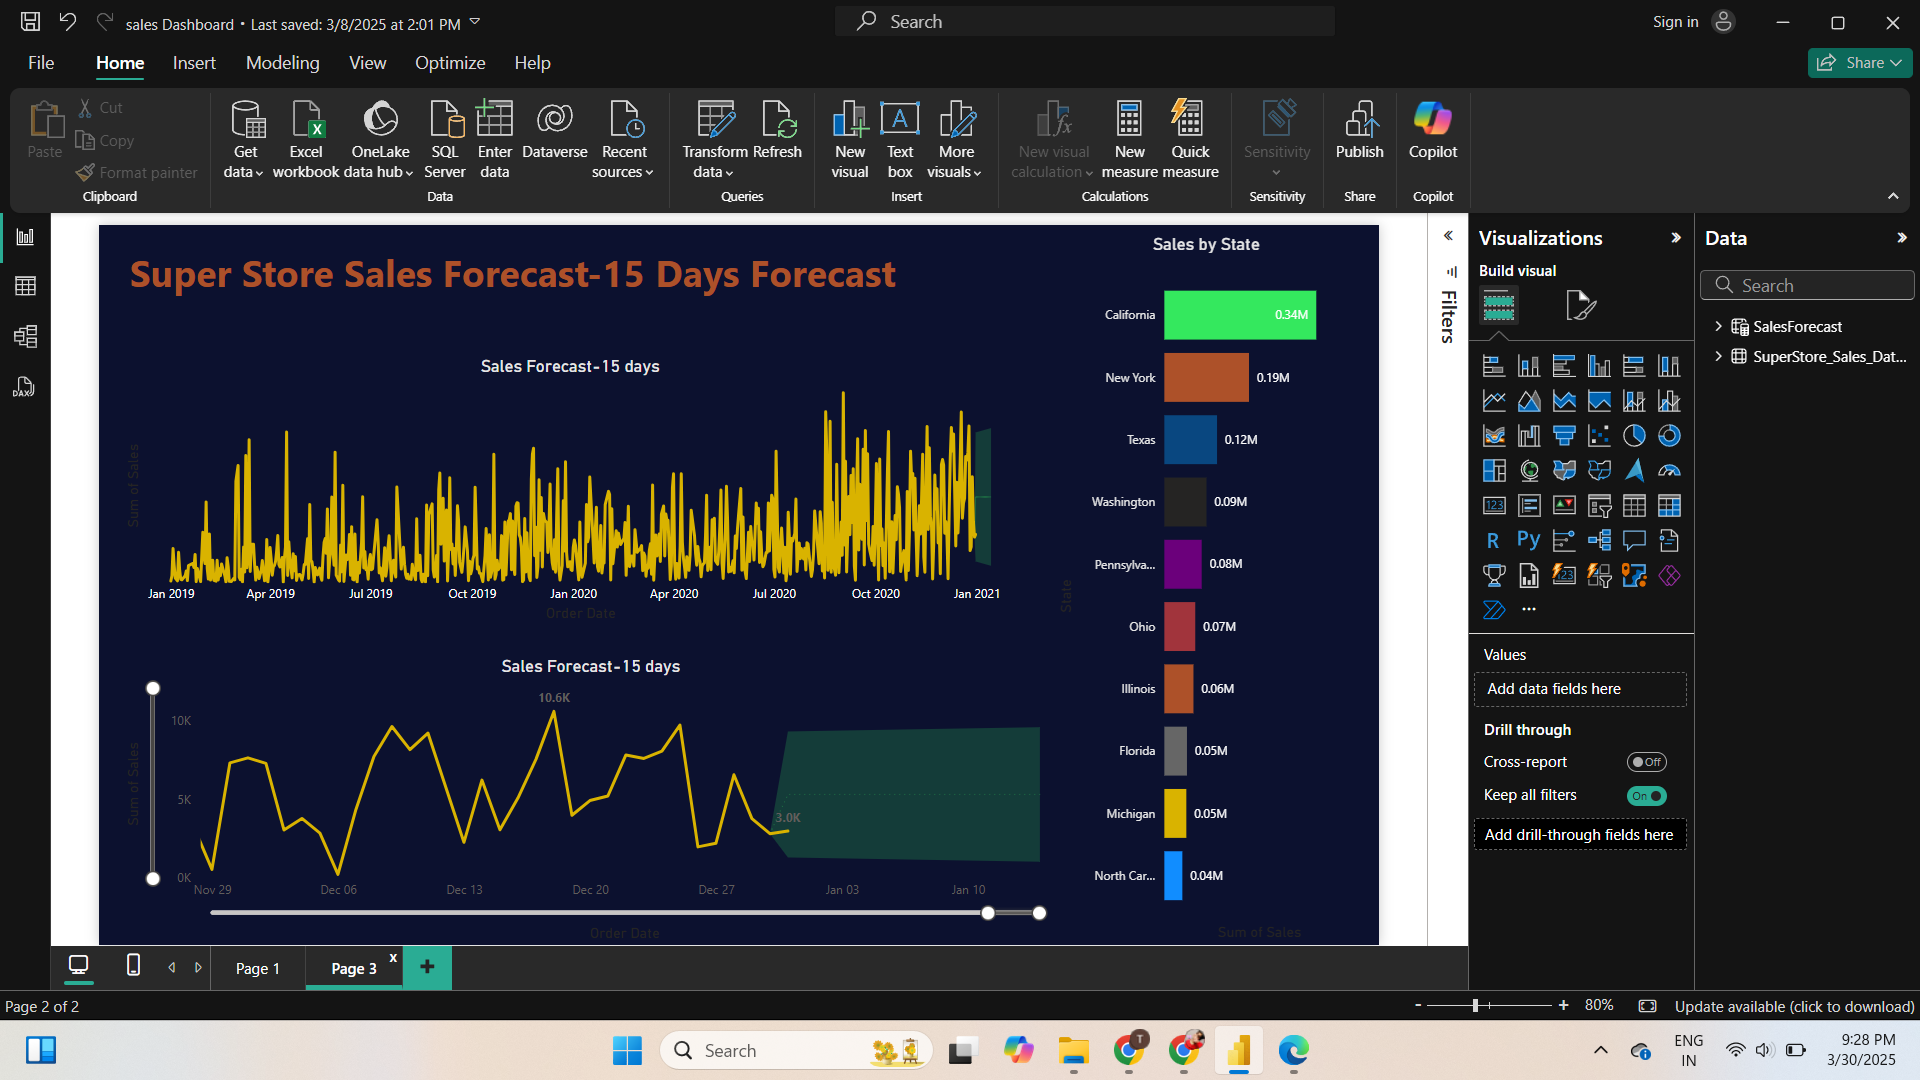 sales Dashboard • Last saved: 3/8/2025 at 2:01 PM
Search
Sign in
File Home Insert Modeling View Optimize Help
Share
Paste
Cut
Copy
Format painter
Clipboard
Get data
Excel workbook
OneLake data hub
SQL Server
Enter data
Dataverse
Recent sources
Data
Transform data
Refresh
Queries
New visual
Text box
More visuals
Insert
New visual calculation
New measure
Quick measure
Calculations
Sensitivity
Sensitivity
Publish
Share
Copilot
Copilot
DAX
Super Store Sales Forecast-15 Days Forecast
Sales Forecast-15 days
Sum of Sales
Jan 2019 Apr 2019 Jul 2019 Oct 2019 Jan 2020 Apr 2020 Jul 2020 Oct 2020 Jan 2021
Order Date
Sales Forecast-15 days
10.6K
3.0K
Sum of Sales
10K
5K
0K
Nov 29 Dec 06 Dec 13 Dec 20 Dec 27 Jan 03 Jan 10
Order Date
Sales by State
State
California 0.34M
New York 0.19M
Texas 0.12M
Washington 0.09M
Pennsylva... 0.08M
Ohio 0.07M
Illinois 0.06M
Florida 0.05M
Michigan 0.05M
North Car... 0.04M
Sum of Sales
Filters
Visualizations
Build visual
123
R
Py
123
Values
Add data fields here
Drill through
Cross-report
Off
Keep all filters
On
Add drill-through fields here
Data
Search
SalesForecast
SuperStore_Sales_Dat...
Page 1
Page 3
x
+
Page 2 of 2
- + 80%
Update available (click to download)
Search
T
ENG
IN
9:28 PM
3/30/2025